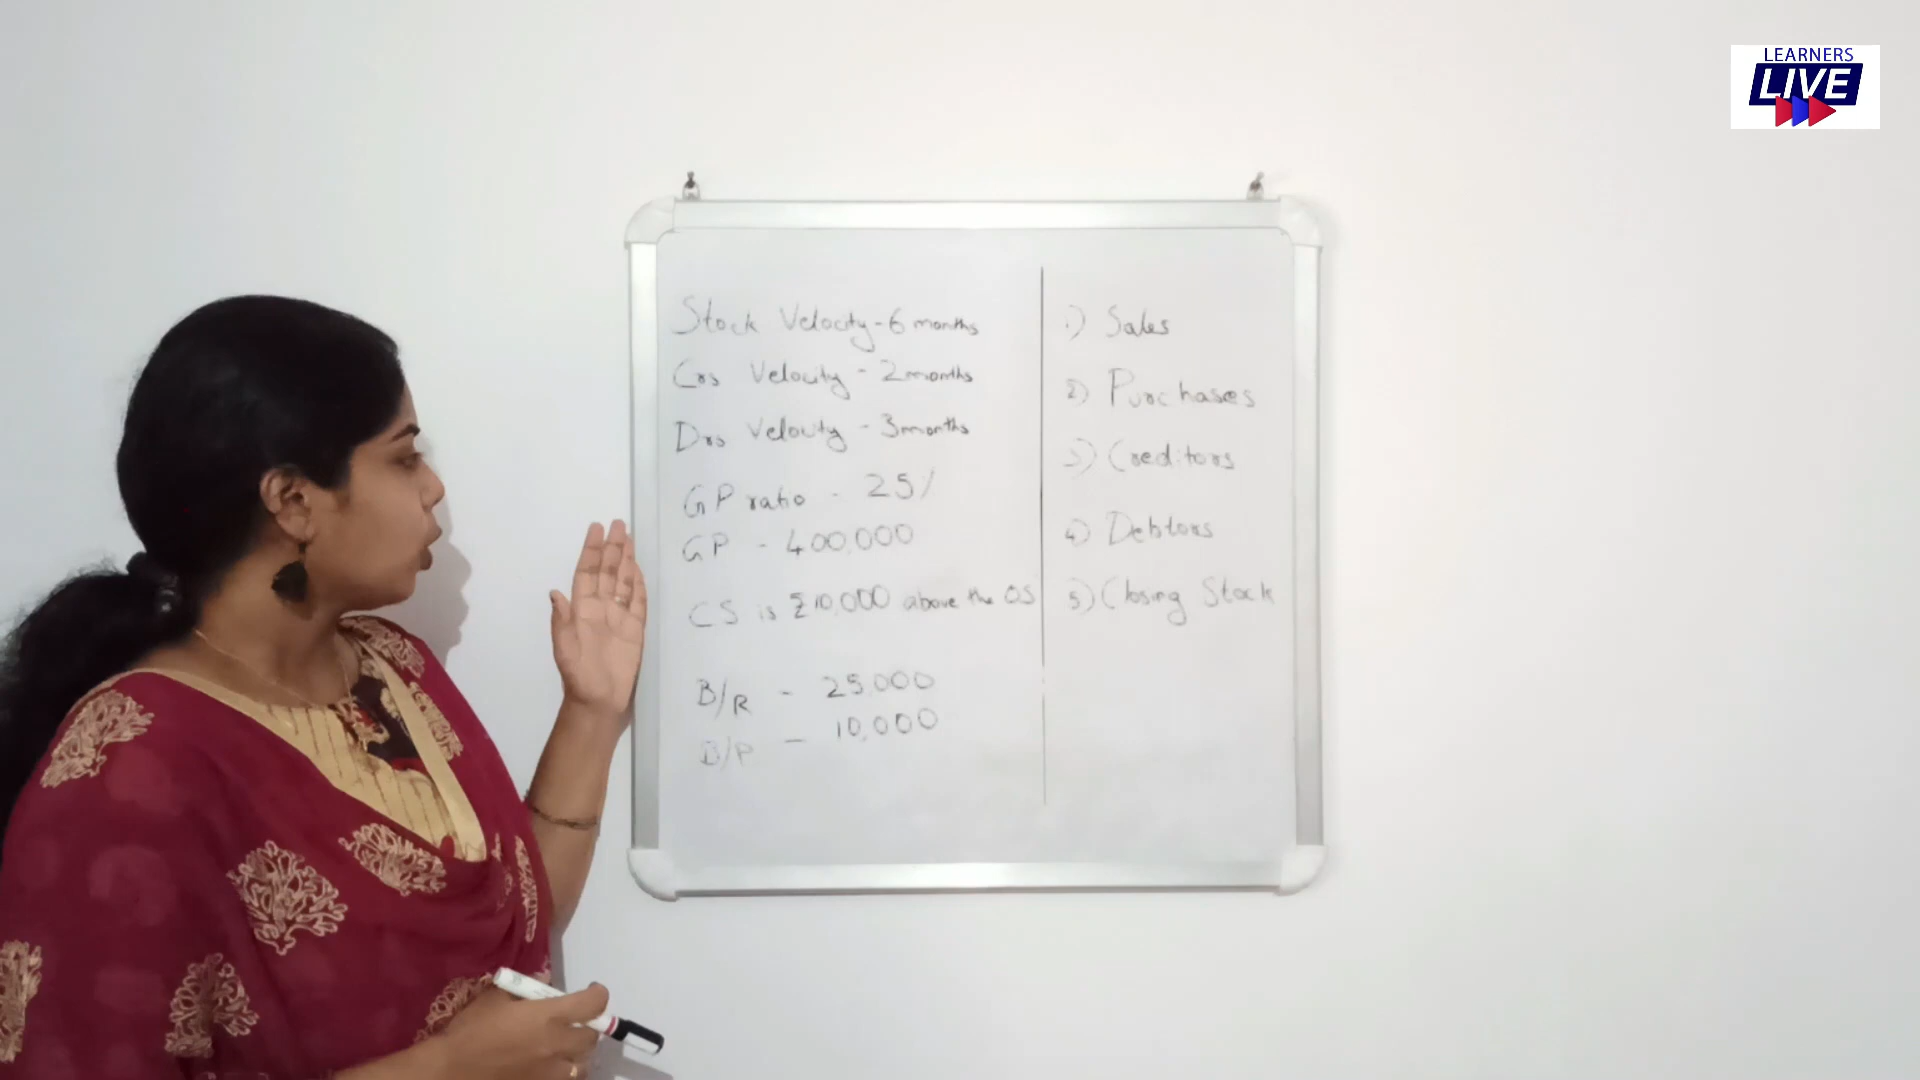 LEARNERS
LIVE
Stock Velocity - 6 months
Crs Velocity - 2 months
Drs Velocity - 3 months
GP ratio - 25%
GP - 400,000
CS is ₹10,000 above the OS
B/R - 25,000
B/P - 10,000
1) Sales
2) Purchases
3) Creditors
4) Debtors
5) Closing Stock